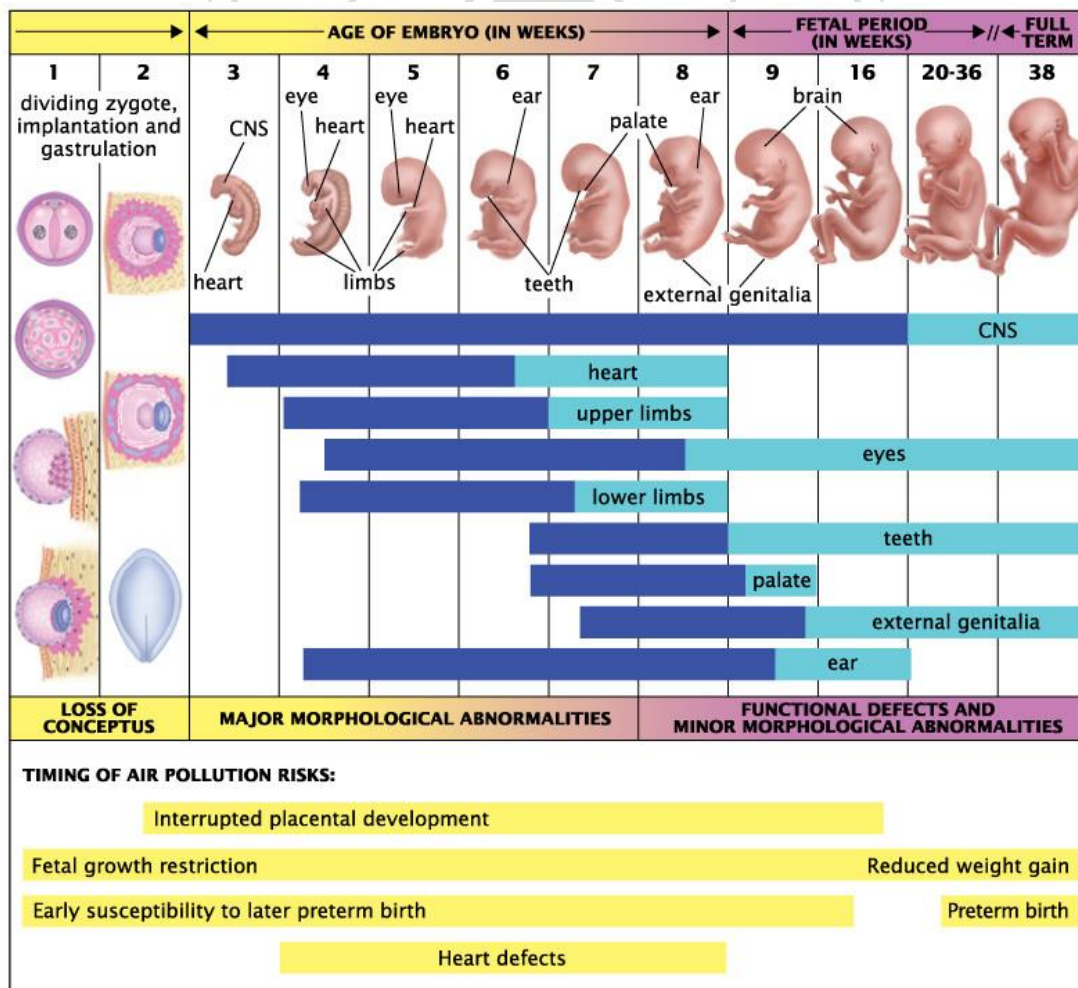 AGE OF EMBRYO (IN WEEKS)
FETAL PERIOD
(IN WEEKS)
//
FULL
TERM
1 2 3 4 5 6 7 8 9 16 20-36 38
dividing zygote,
implantation and
gastrulation
CNS
heart
eye
heart
limbs
eye
heart
ear
teeth
palate
ear
external genitalia
brain
CNS
heart
upper limbs
eyes
lower limbs
teeth
palate
external genitalia
ear
LOSS OF
CONCEPTUS
MAJOR MORPHOLOGICAL ABNORMALITIES
FUNCTIONAL DEFECTS AND
MINOR MORPHOLOGICAL ABNORMALITIES
TIMING OF AIR POLLUTION RISKS:
Interrupted placental development
Fetal growth restriction Reduced weight gain
Early susceptibility to later preterm birth Preterm birth
Heart defects